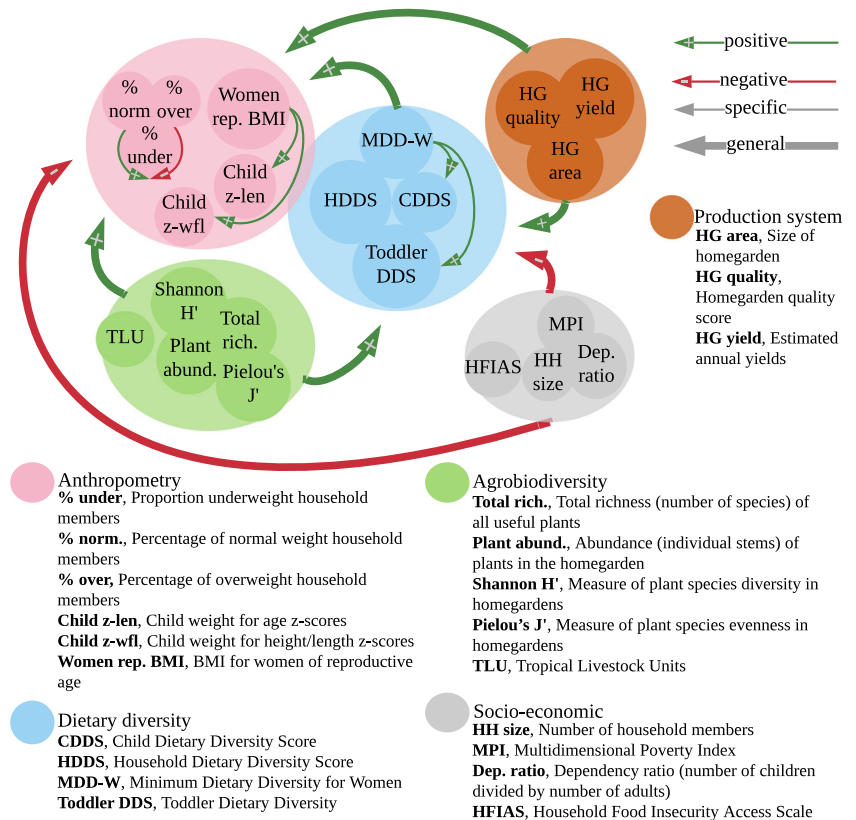 positive
negative
specific
general
%
norm
%
over
%
under
Women
rep. BMI
Child
z-len
Child
z-wfl
MDD-W
HDDS
CDDS
Toddler
DDS
HG
quality
HG
yield
HG
area
Production system
HG area, Size of
homegarden
HG quality,
Homegarden quality
score
HG yield, Estimated
annual yields
Shannon
H'
TLU
Total
rich.
Plant
abund.
Pielou's
J'
MPI
HFIAS
HH
size
Dep.
ratio
Anthropometry
% under, Proportion underweight household
members
% norm., Percentage of normal weight household
members
% over, Percentage of overweight household
members
Child z-len, Child weight for age z-scores
Child z-wfl, Child weight for height/length z-scores
Women rep. BMI, BMI for women of reproductive
age
Agrobiodiversity
Total rich., Total richness (number of species) of
all useful plants
Plant abund., Abundance (individual stems) of
plants in the homegarden
Shannon H', Measure of plant species diversity in
homegardens
Pielou’s J', Measure of plant species evenness in
homegardens
TLU, Tropical Livestock Units
Dietary diversity
CDDS, Child Dietary Diversity Score
HDDS, Household Dietary Diversity Score
MDD-W, Minimum Dietary Diversity for Women
Toddler DDS, Toddler Dietary Diversity
Socio-economic
HH size, Number of household members
MPI, Multidimensional Poverty Index
Dep. ratio, Dependency ratio (number of children
divided by number of adults)
HFIAS, Household Food Insecurity Access Scale